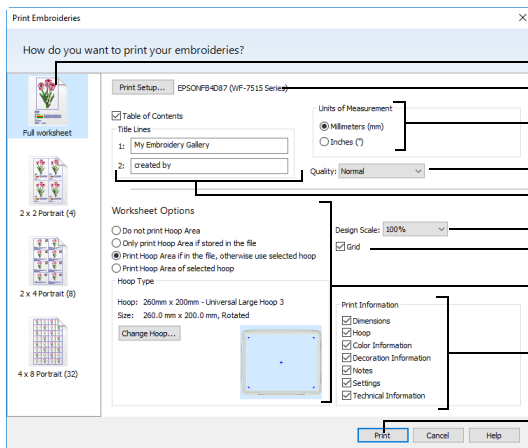 Print Embroideries
How do you want to print your embroideries?
Full worksheet
2 x 2 Portrait (4)
2 x 4 Portrait (8)
4 x 8 Portrait (32)
Print Setup... EPSONFB4D87 (WF-7515 Series)
Table of Contents
Title Lines
1: My Embroidery Gallery
2: created by
Units of Measurement
Millimeters (mm)
Inches (")
Quality: Normal
Worksheet Options
Do not print Hoop Area
Only print Hoop Area if stored in the file
Print Hoop Area if in the file, otherwise use selected hoop
Print Hoop Area of selected hoop
Hoop Type
Hoop: 260mm x 200mm - Universal Large Hoop 3
Size: 260.0 mm x 200.0 mm, Rotated
Change Hoop...
Design Scale: 100%
Grid
Print Information
Dimensions
Hoop
Color Information
Decoration Information
Notes
Settings
Technical Information
Print Cancel Help